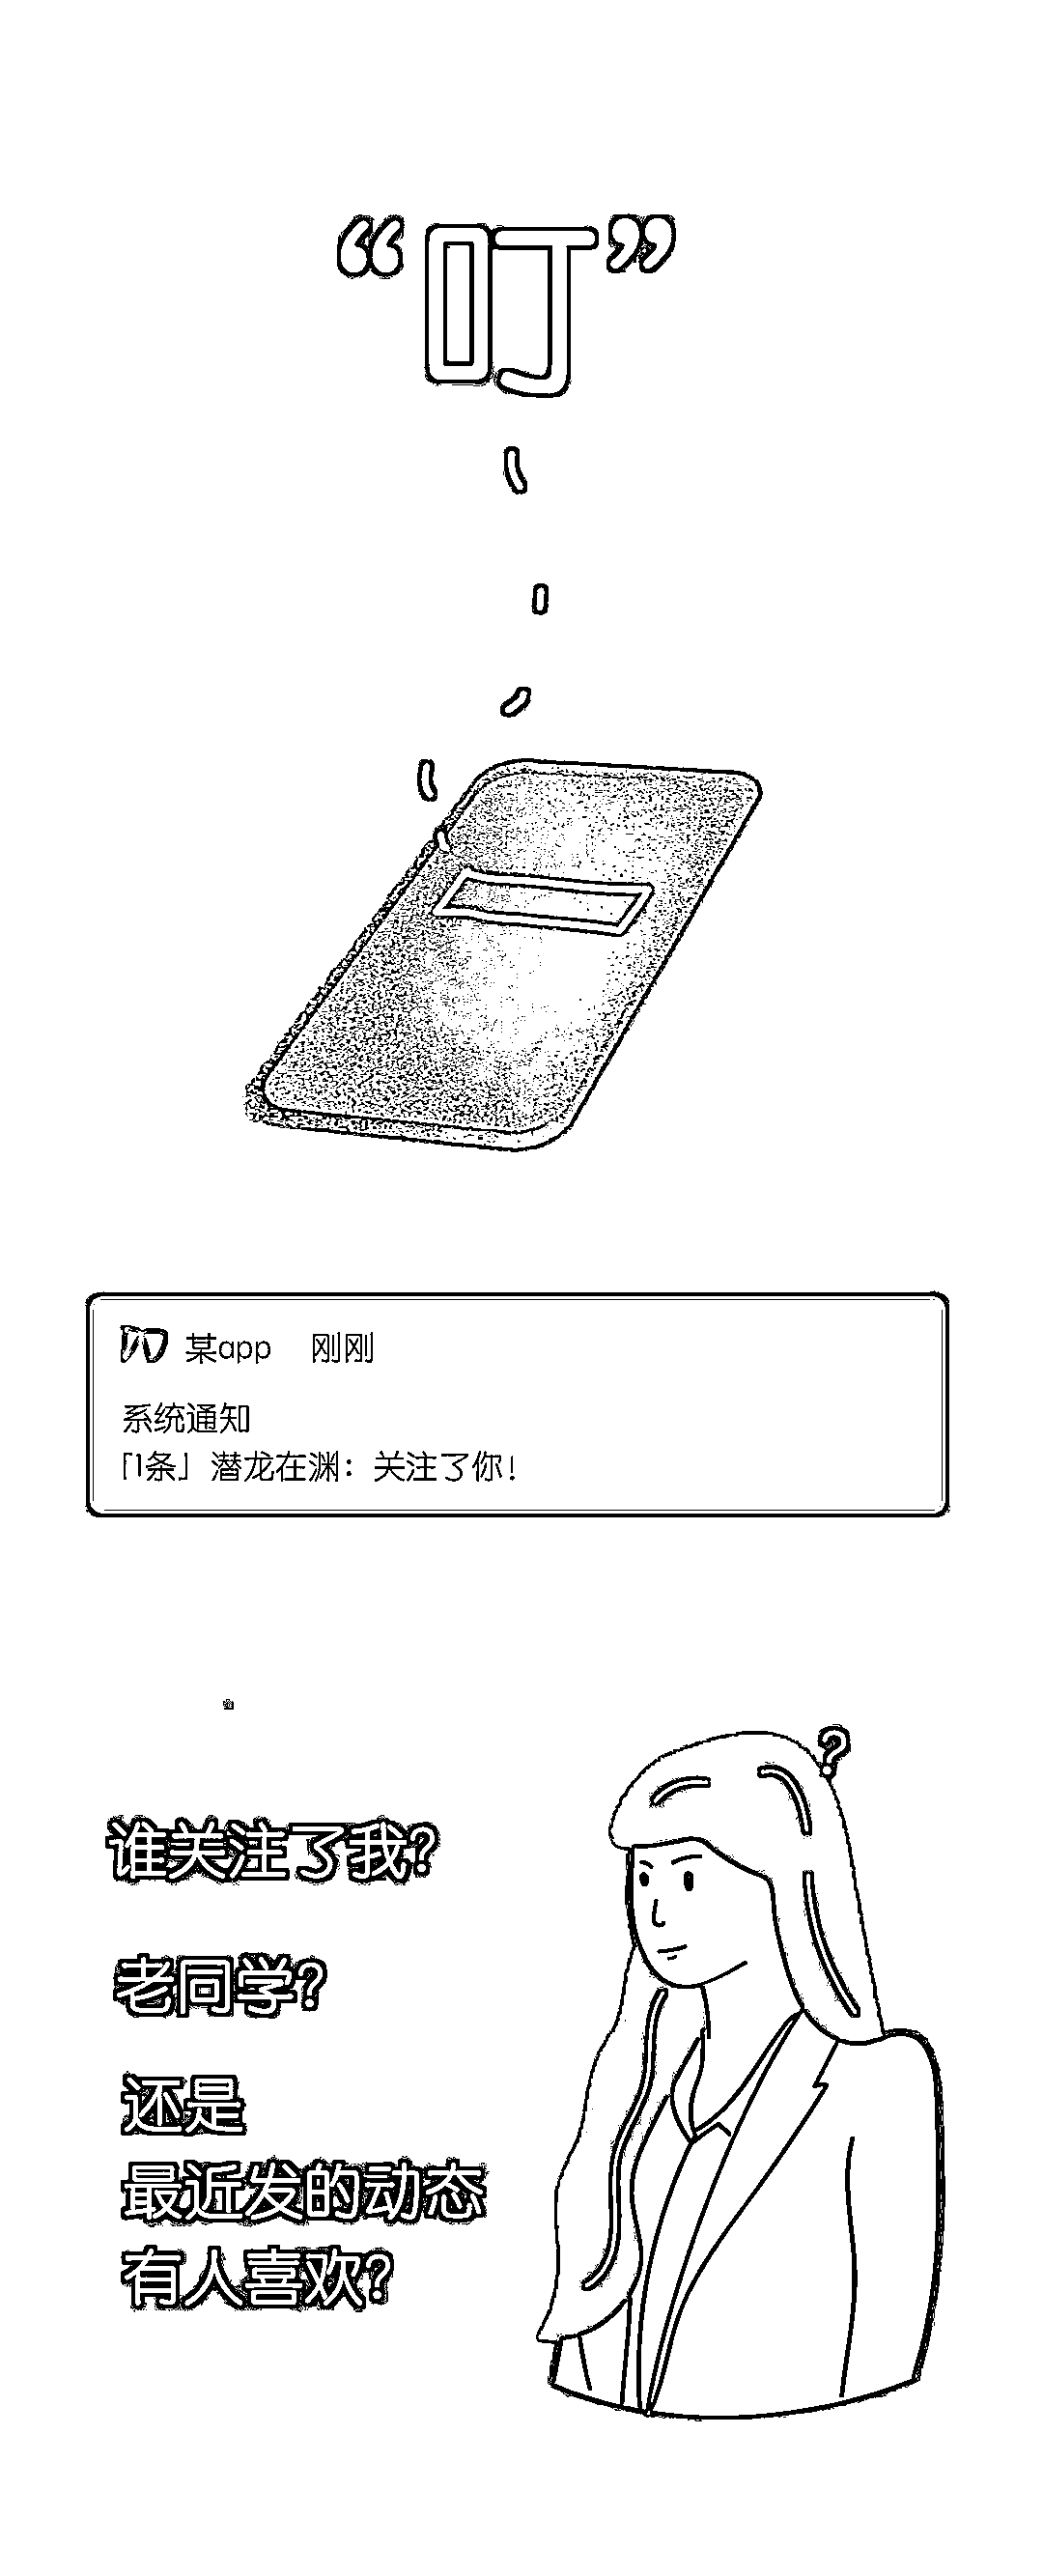 “叮”
某app 刚刚
系统通知
「1条」潜龙在渊：关注了你！
?
谁关注了我?
老同学?
还是
最近发的动态
有人喜欢?